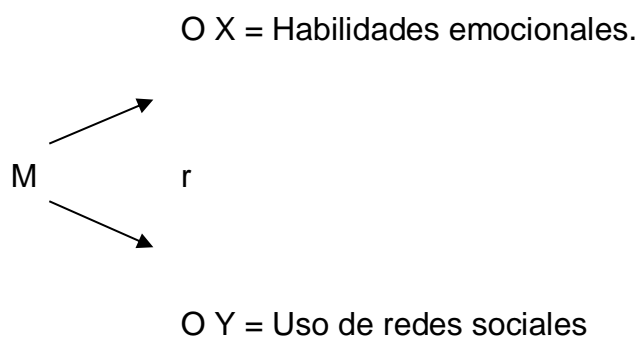 O X = Habilidades emocionales.
M r
O Y = Uso de redes sociales